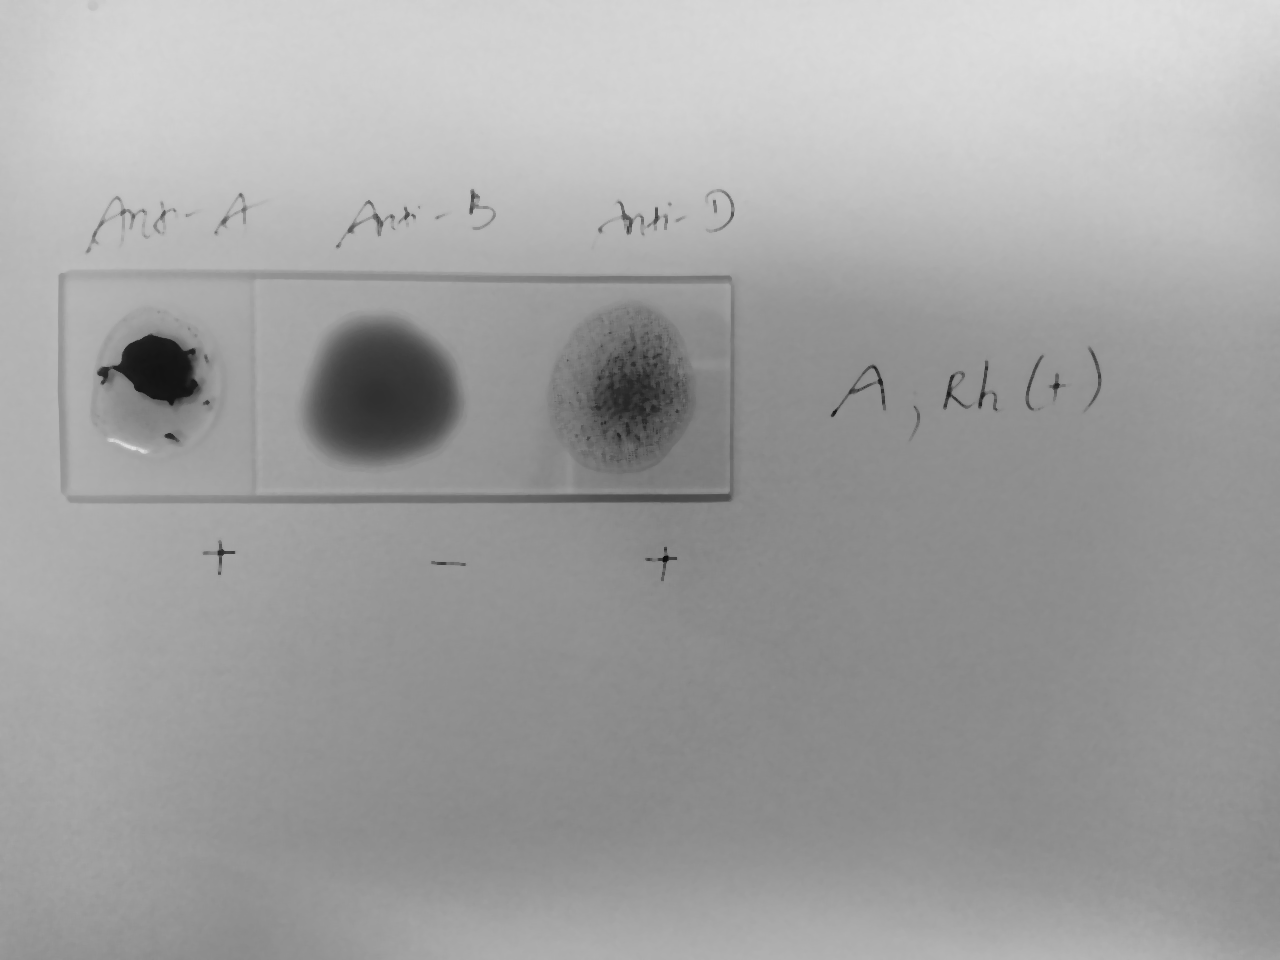 Anti-A Anti-B Anti-D
A, Rh (+)
+ - +